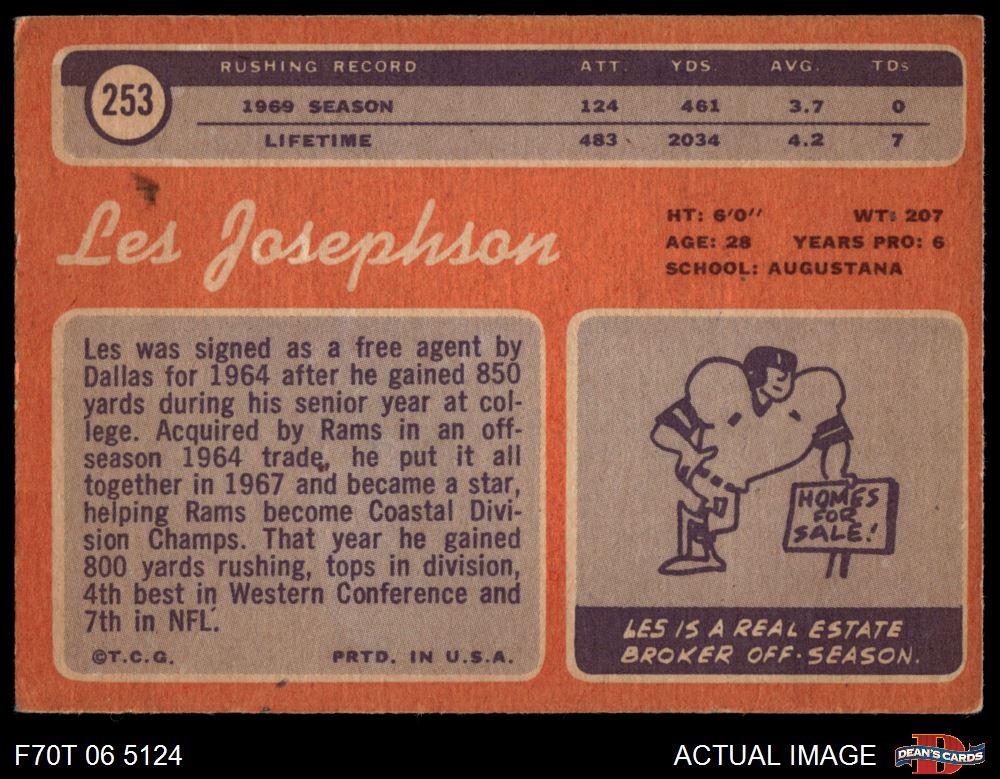 253
RUSHING RECORD ATT. YDS. AVG. TDs
1969 SEASON 124 461 3.7 0
LIFETIME 483 2034 4.2 7
Les Josephson
HT: 6'0" WT: 207
AGE: 28 YEARS PRO: 6
SCHOOL: AUGUSTANA
Les was signed as a free agent by
Dallas for 1964 after he gained 850
yards during his senior year at col-
lege. Acquired by Rams in an off-
season 1964 trade, he put it all
together in 1967 and became a star,
helping Rams become Coastal Divi-
sion Champs. That year he gained
800 yards rushing, tops in division,
4th best in Western Conference and
7th in NFL.
©T.C.G. PRTD. IN U.S.A.
HOMES
FOR
SALE!
LES IS A REAL ESTATE
BROKER OFF-SEASON.
F70T 06 5124
ACTUAL IMAGE
D
DEAN'S CARDS